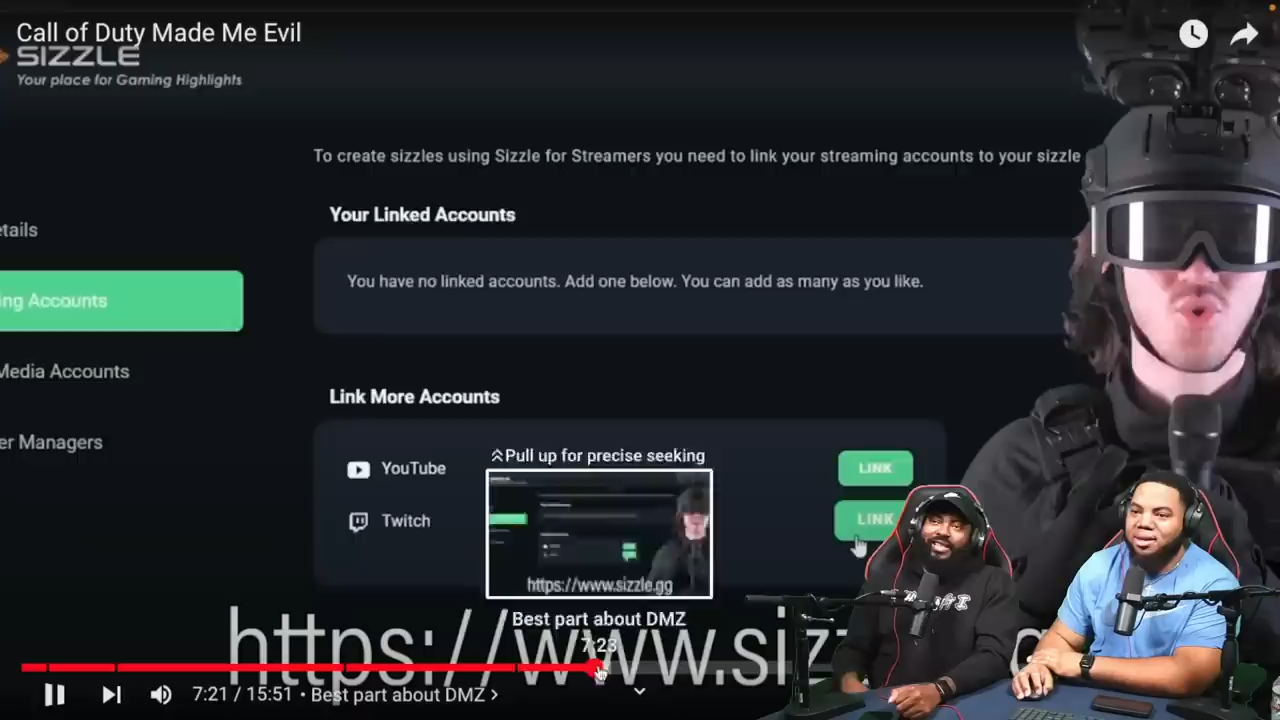 Call of Duty Made Me Evil
SIZZLE
Your place for Gaming Highlights
To create sizzles using Sizzle for Streamers you need to link your streaming accounts to your sizzle
Your Linked Accounts
etails
You have no linked accounts. Add one below. You can add as many as you like.
ing Accounts
Media Accounts
Link More Accounts
er Managers
Pull up for precise seeking
YouTube
LINK
Twitch
LINK
https://www.sizzle.gg
Best part about DMZ
7:23
https://www.siz
7:21 / 15:51 • Best part about DMZ >